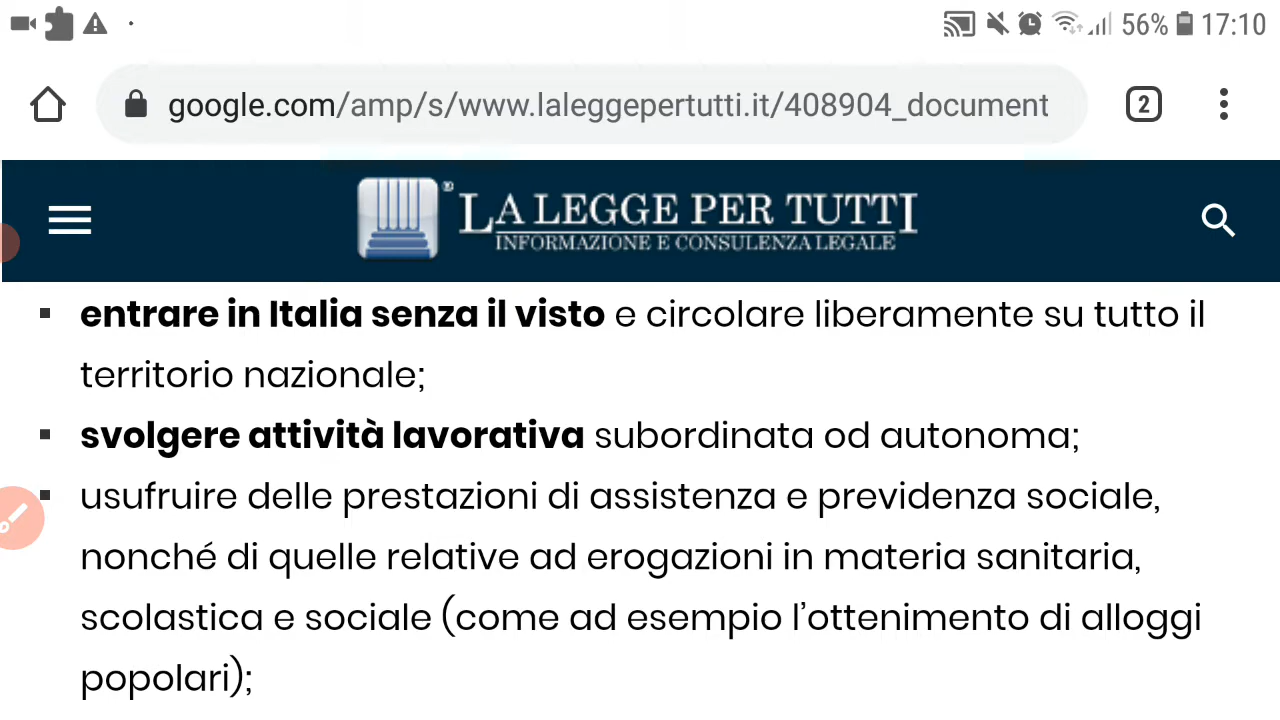 56% 17:10
google.com/amp/s/www.laleggepertutti.it/408904_document
2
LA LEGGE PER TUTTI
INFORMAZIONE E CONSULENZA LEGALE
entrare in Italia senza il visto e circolare liberamente su tutto il
territorio nazionale;
svolgere attività lavorativa subordinata od autonoma;
usufruire delle prestazioni di assistenza e previdenza sociale,
nonché di quelle relative ad erogazioni in materia sanitaria,
scolastica e sociale (come ad esempio l’ottenimento di alloggi
popolari);